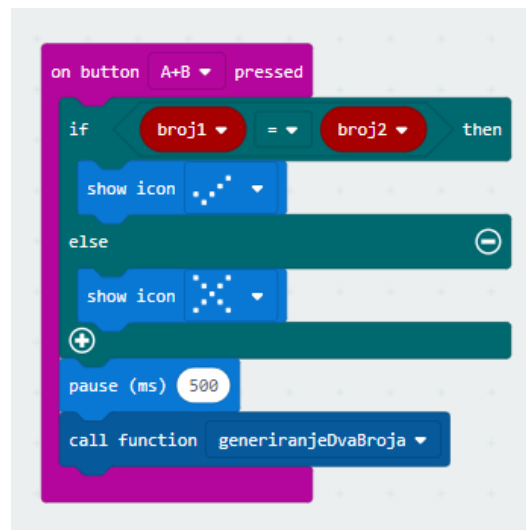 on button A+B pressed
if broj1 = broj2 then
show icon
else
show icon
pause (ms) 500
call function generiranjeDvaBroja